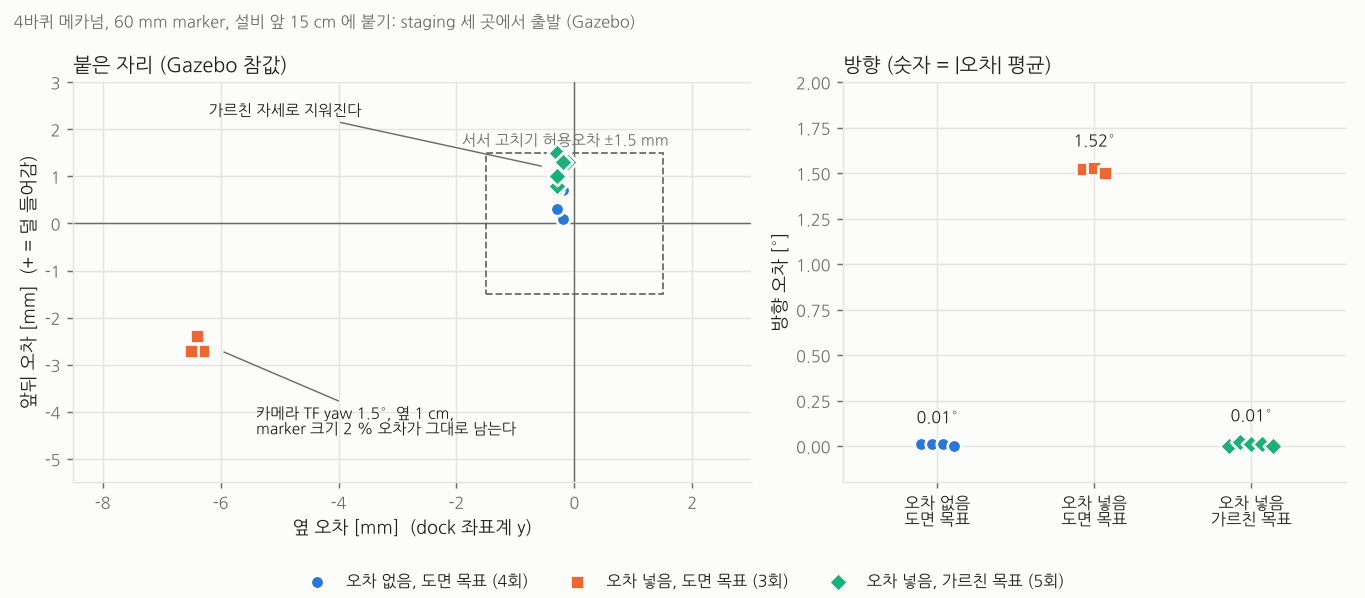 4바퀴 메카넘, 60 mm marker, 설비 앞 15 cm 에 붙기: staging 세 곳에서 출발 (Gazebo)
붙은 자리 (Gazebo 참값)
가르친 자세로 지워진다
서서 고치기 허용오차 ±1.5 mm
카메라 TF yaw 1.5°, 옆 1 cm,
marker 크기 2 % 오차가 그대로 남는다
앞뒤 오차 [mm] (+ = 덜 들어감)
3
2
1
0
-1
-2
-3
-4
-5
-8
-6
-4
-2
0
2
옆 오차 [mm] (dock 좌표계 y)
방향 (숫자 = |오차| 평균)
방향 오차 [°]
2.00
1.75
1.50
1.25
1.00
0.75
0.50
0.25
0.00
0.01°
1.52°
0.01°
오차 없음
도면 목표
오차 넣음
도면 목표
오차 넣음
가르친 목표
오차 없음, 도면 목표 (4회)
오차 넣음, 도면 목표 (3회)
오차 넣음, 가르친 목표 (5회)